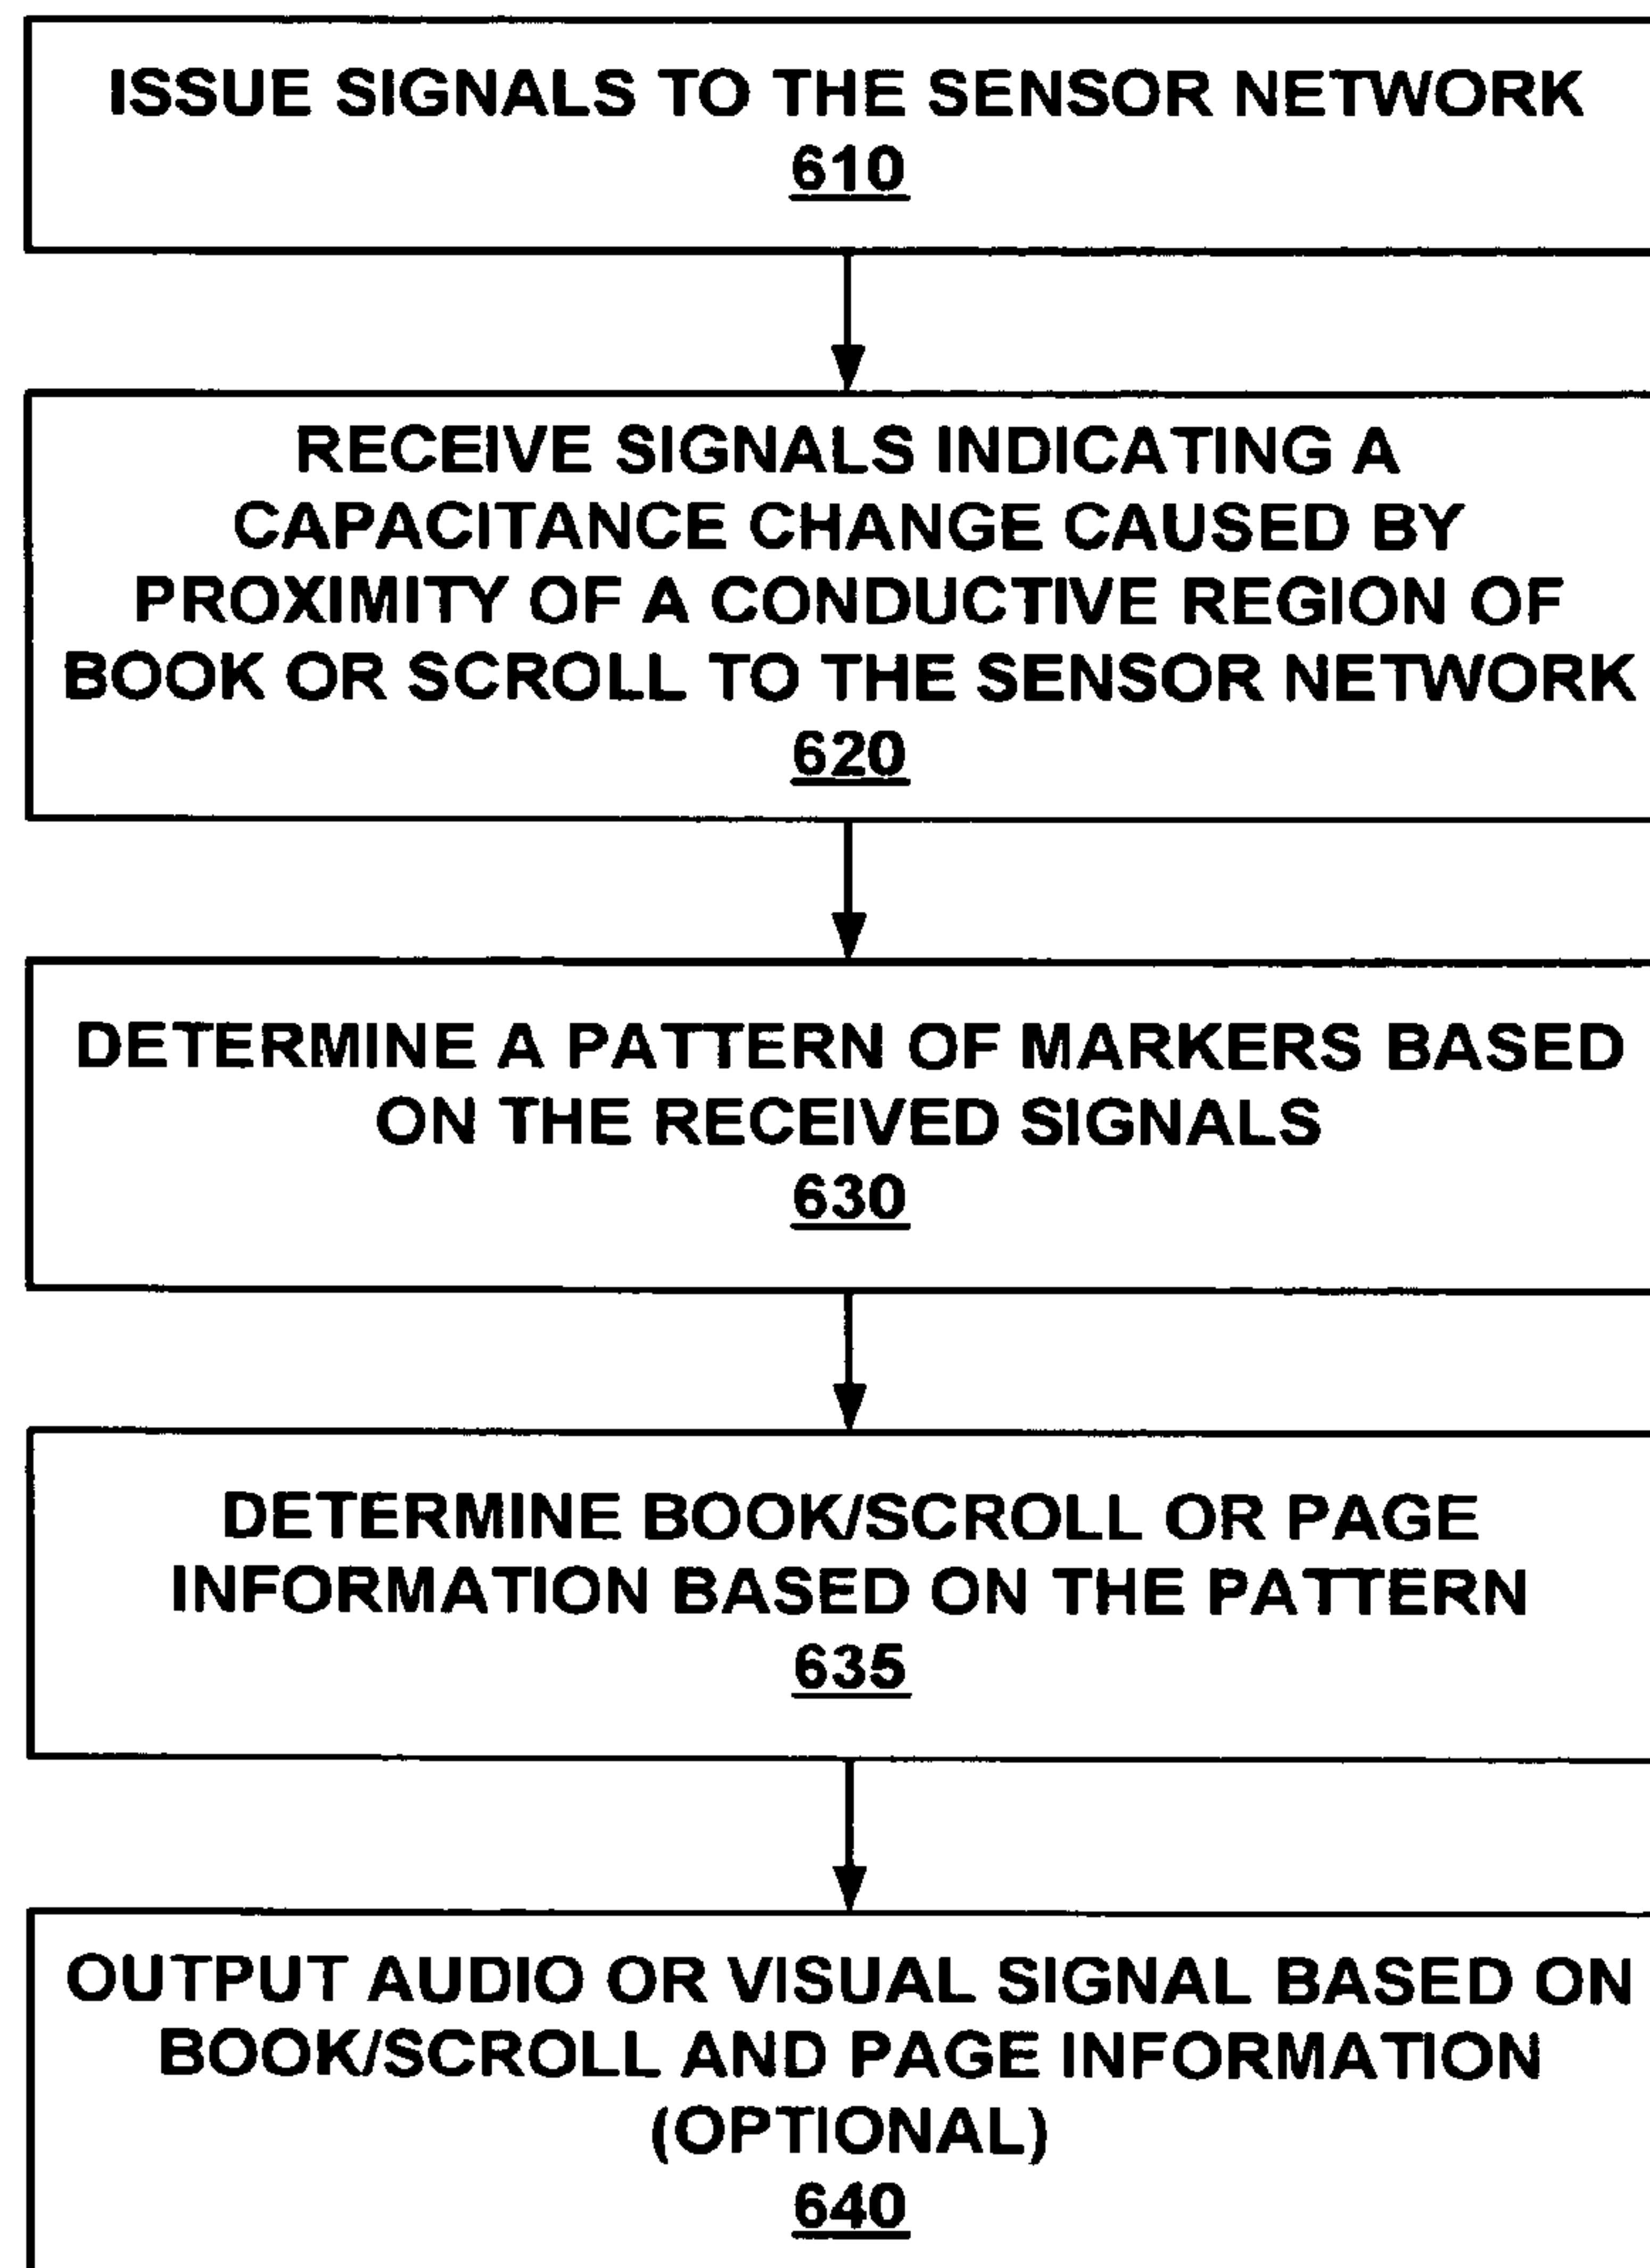 ISSUE SIGNALS TO THE SENSOR NETWORK
610
RECEIVE SIGNALS INDICATING A
CAPACITANCE CHANGE CAUSED BY
PROXIMITY OF A CONDUCTIVE REGION OF
BOOK OR SCROLL TO THE SENSOR NETWORK
620
DETERMINE A PATTERN OF MARKERS BASED
ON THE RECEIVED SIGNALS
630
DETERMINE BOOK/SCROLL OR PAGE
INFORMATION BASED ON THE PATTERN
635
OUTPUT AUDIO OR VISUAL SIGNAL BASED ON
BOOK/SCROLL AND PAGE INFORMATION
(OPTIONAL)
640